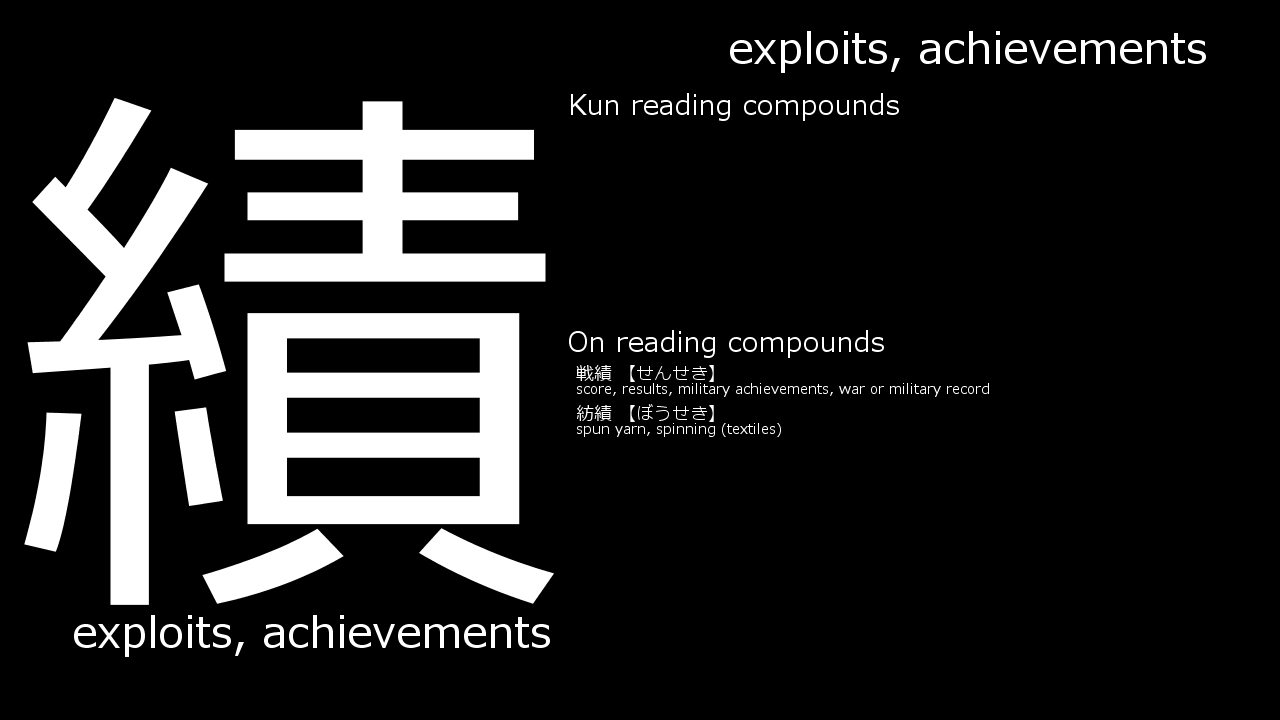 exploits, achievements
績
Kun reading compounds
On reading compounds
戦績 【せんせき】
score, results, military achievements, war or military record
紡績 【ぼうせき】
spun yarn, spinning (textiles)
exploits, achievements